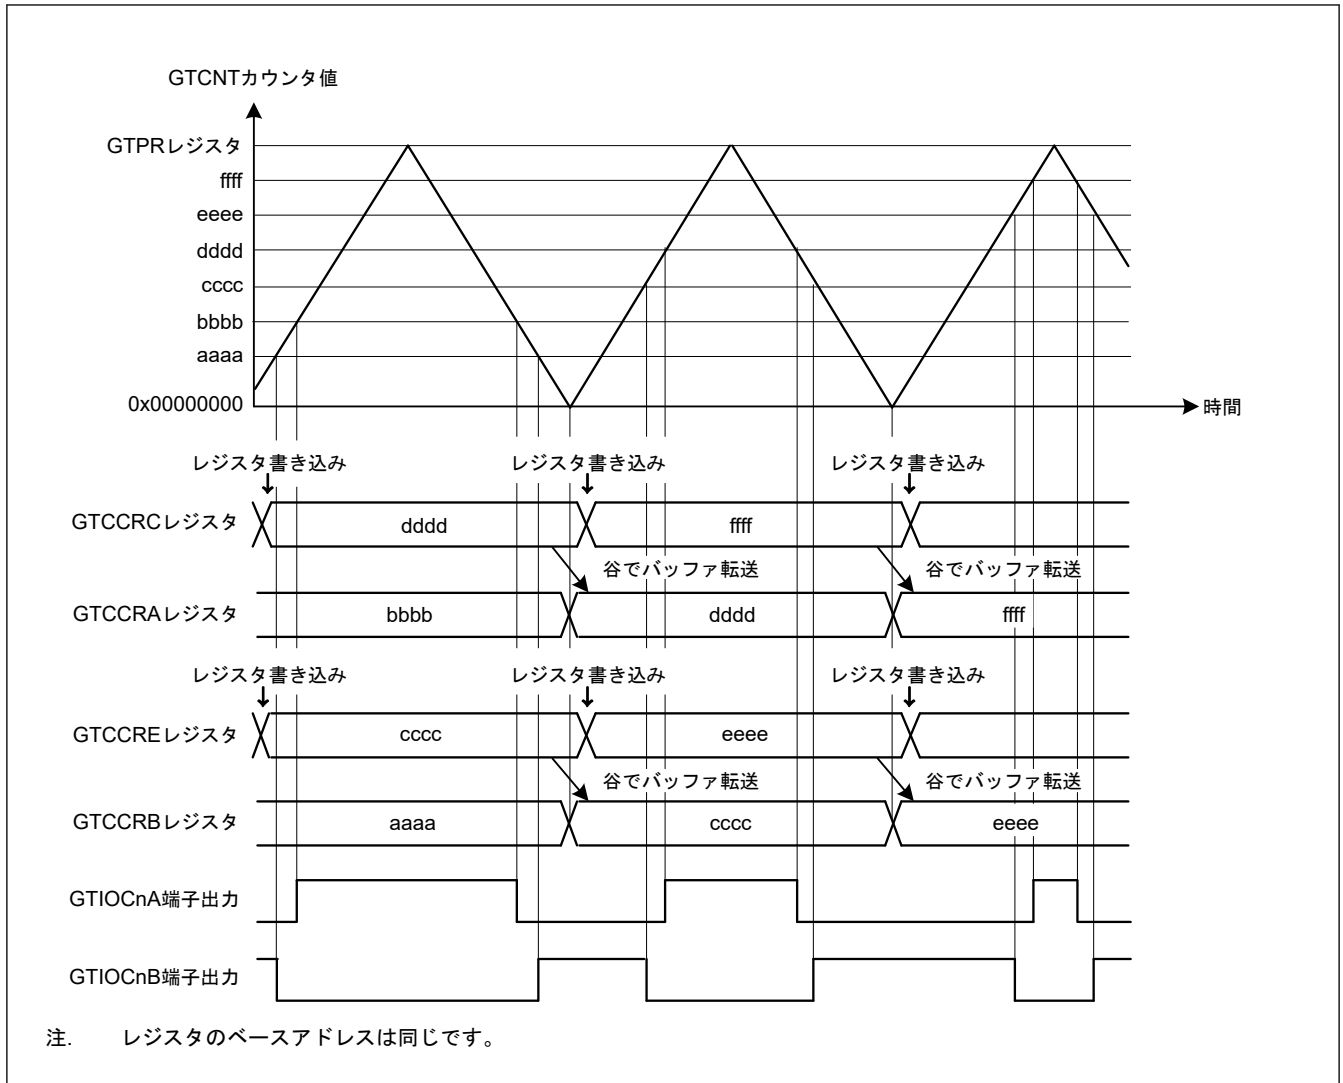 GTCNTカウンタ値
GTPRレジスタ
ffff
eeee
dddd
cccc
bbbb
aaaa
0x00000000
時間
レジスタ書き込み レジスタ書き込み レジスタ書き込み
GTCCRCレジスタ dddd ffff
谷でバッファ転送 谷でバッファ転送
GTCCRAレジスタ bbbb dddd ffff
レジスタ書き込み レジスタ書き込み レジスタ書き込み
GTCCREレジスタ cccc eeee
谷でバッファ転送 谷でバッファ転送
GTCCRBレジスタ aaaa cccc eeee
GTIOCnA端子出力
GTIOCnB端子出力
注. レジスタのベースアドレスは同じです。